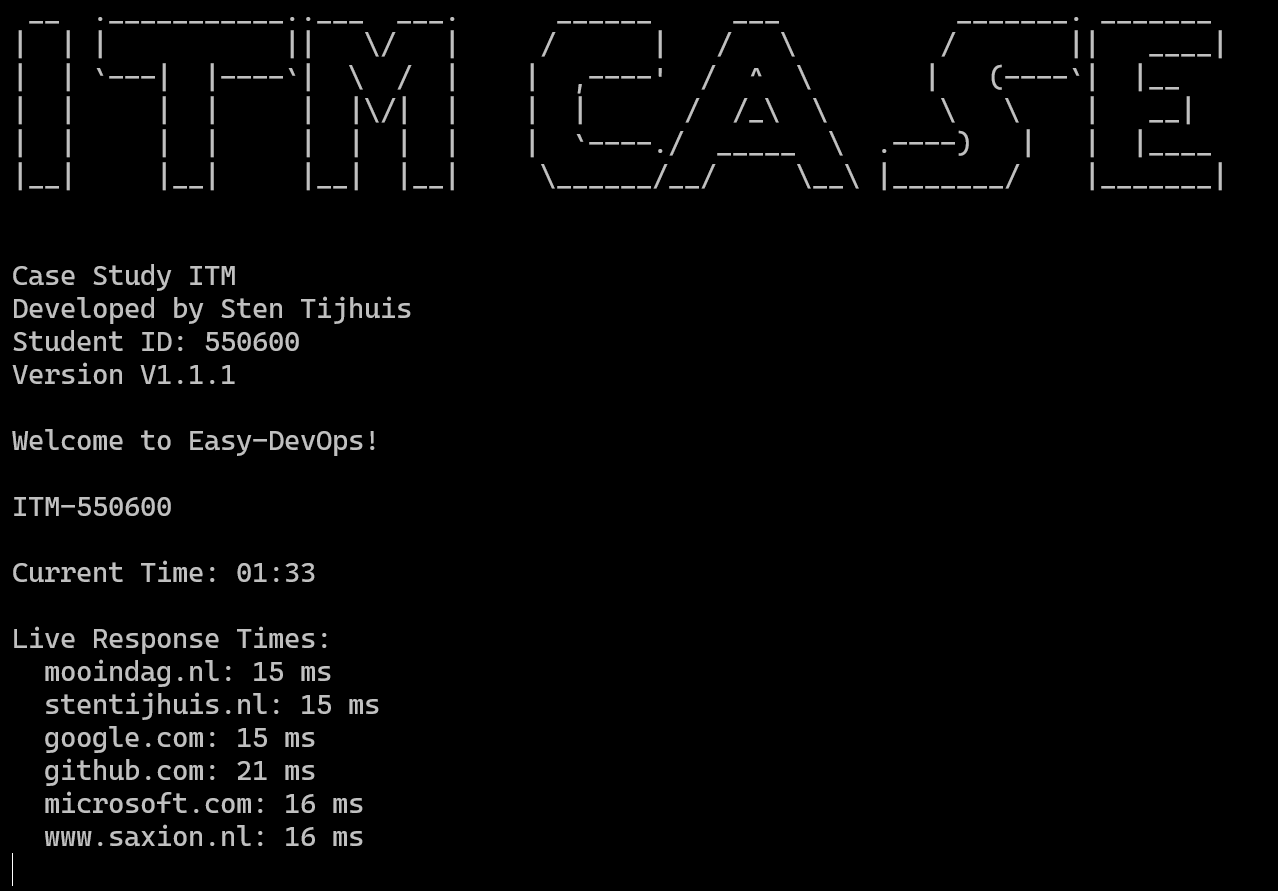 ITM CASE
Case Study ITM
Developed by Sten Tijhuis
Student ID: 550600
Version V1.1.1
Welcome to Easy-DevOps!
ITM-550600
Current Time: 01:33
Live Response Times:
mooindag.nl: 15 ms
stentijhuis.nl: 15 ms
google.com: 15 ms
github.com: 21 ms
microsoft.com: 16 ms
www.saxion.nl: 16 ms